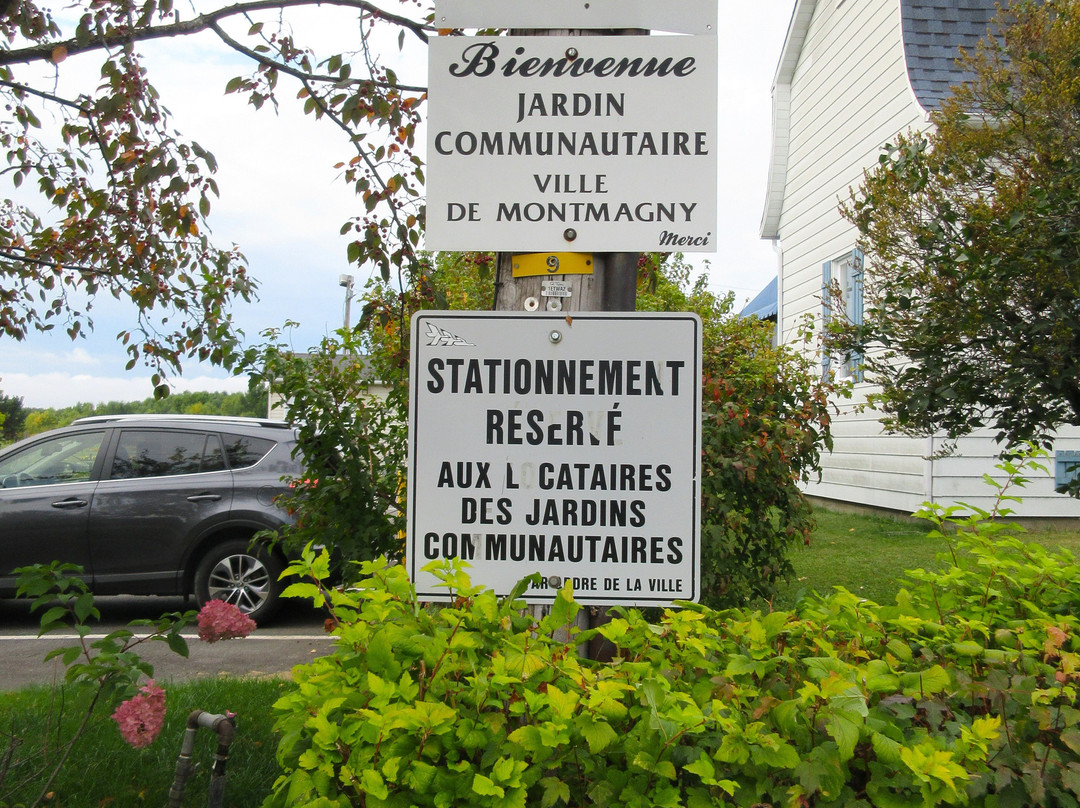 Bienvenue
JARDIN
COMMUNAUTAIRE
VILLE
DE MONTMAGNY
Merci
9
STATIONNEMENT
RESERVÉ
AUX LOCATAIRES
DES JARDINS
COMMUNAUTAIRES
PAR ORDRE DE LA VILLE